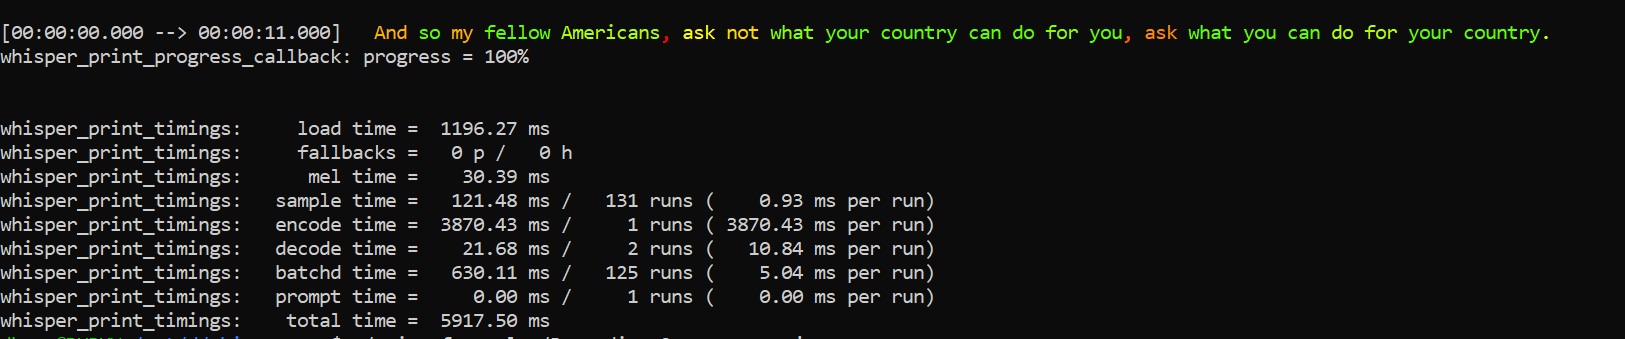 [00:00:00.000 --> 00:00:11.000]   And so my fellow Americans, ask not what your country can do for you, ask what you can do for your country.
whisper_print_progress_callback: progress = 100%
whisper_print_timings:     load time =  1196.27 ms
whisper_print_timings:     fallbacks =   0 p /   0 h
whisper_print_timings:      mel time =    30.39 ms
whisper_print_timings:   sample time =   121.48 ms /   131 runs (    0.93 ms per run)
whisper_print_timings:   encode time =  3870.43 ms /     1 runs ( 3870.43 ms per run)
whisper_print_timings:   decode time =    21.68 ms /     2 runs (   10.84 ms per run)
whisper_print_timings:   batchd time =   630.11 ms /   125 runs (    5.04 ms per run)
whisper_print_timings:   prompt time =     0.00 ms /     1 runs (    0.00 ms per run)
whisper_print_timings:    total time =  5917.50 ms